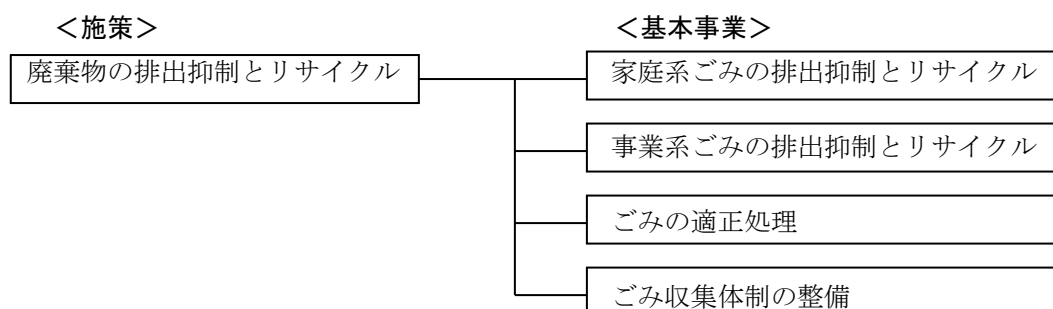 ＜施策＞
＜基本事業＞
廃棄物の排出抑制とリサイクル
家庭系ごみの排出抑制とリサイクル
事業系ごみの排出抑制とリサイクル
ごみの適正処理
ごみ収集体制の整備